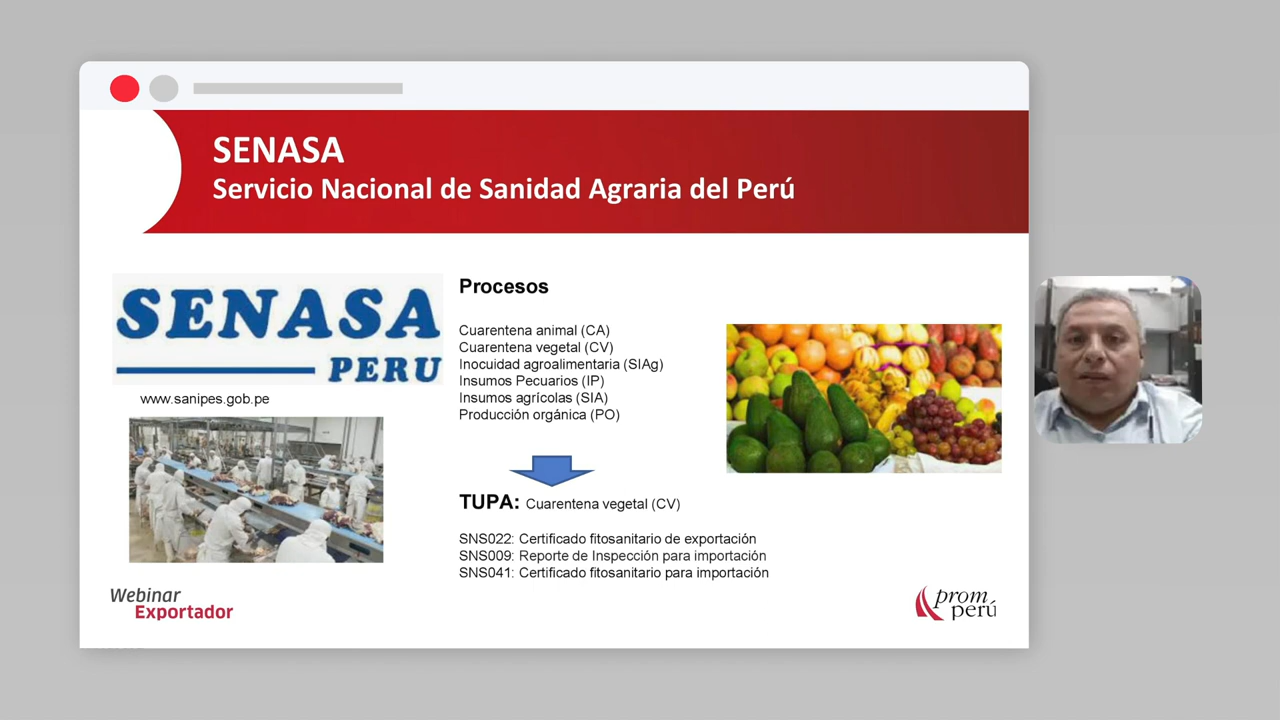 SENASA
Servicio Nacional de Sanidad Agraria del Perú
SENASA
PERU
www.sanipes.gob.pe
Procesos
Cuarentena animal (CA)
Cuarentena vegetal (CV)
Inocuidad agroalimentaria (SIAg)
Insumos Pecuarios (IP)
Insumos agrícolas (SIA)
Producción orgánica (PO)
TUPA: Cuarentena vegetal (CV)
SNS022: Certificado fitosanitario de exportación
SNS009: Reporte de Inspección para importación
SNS041: Certificado fitosanitario para importación
Webinar
Exportador
prom
perú